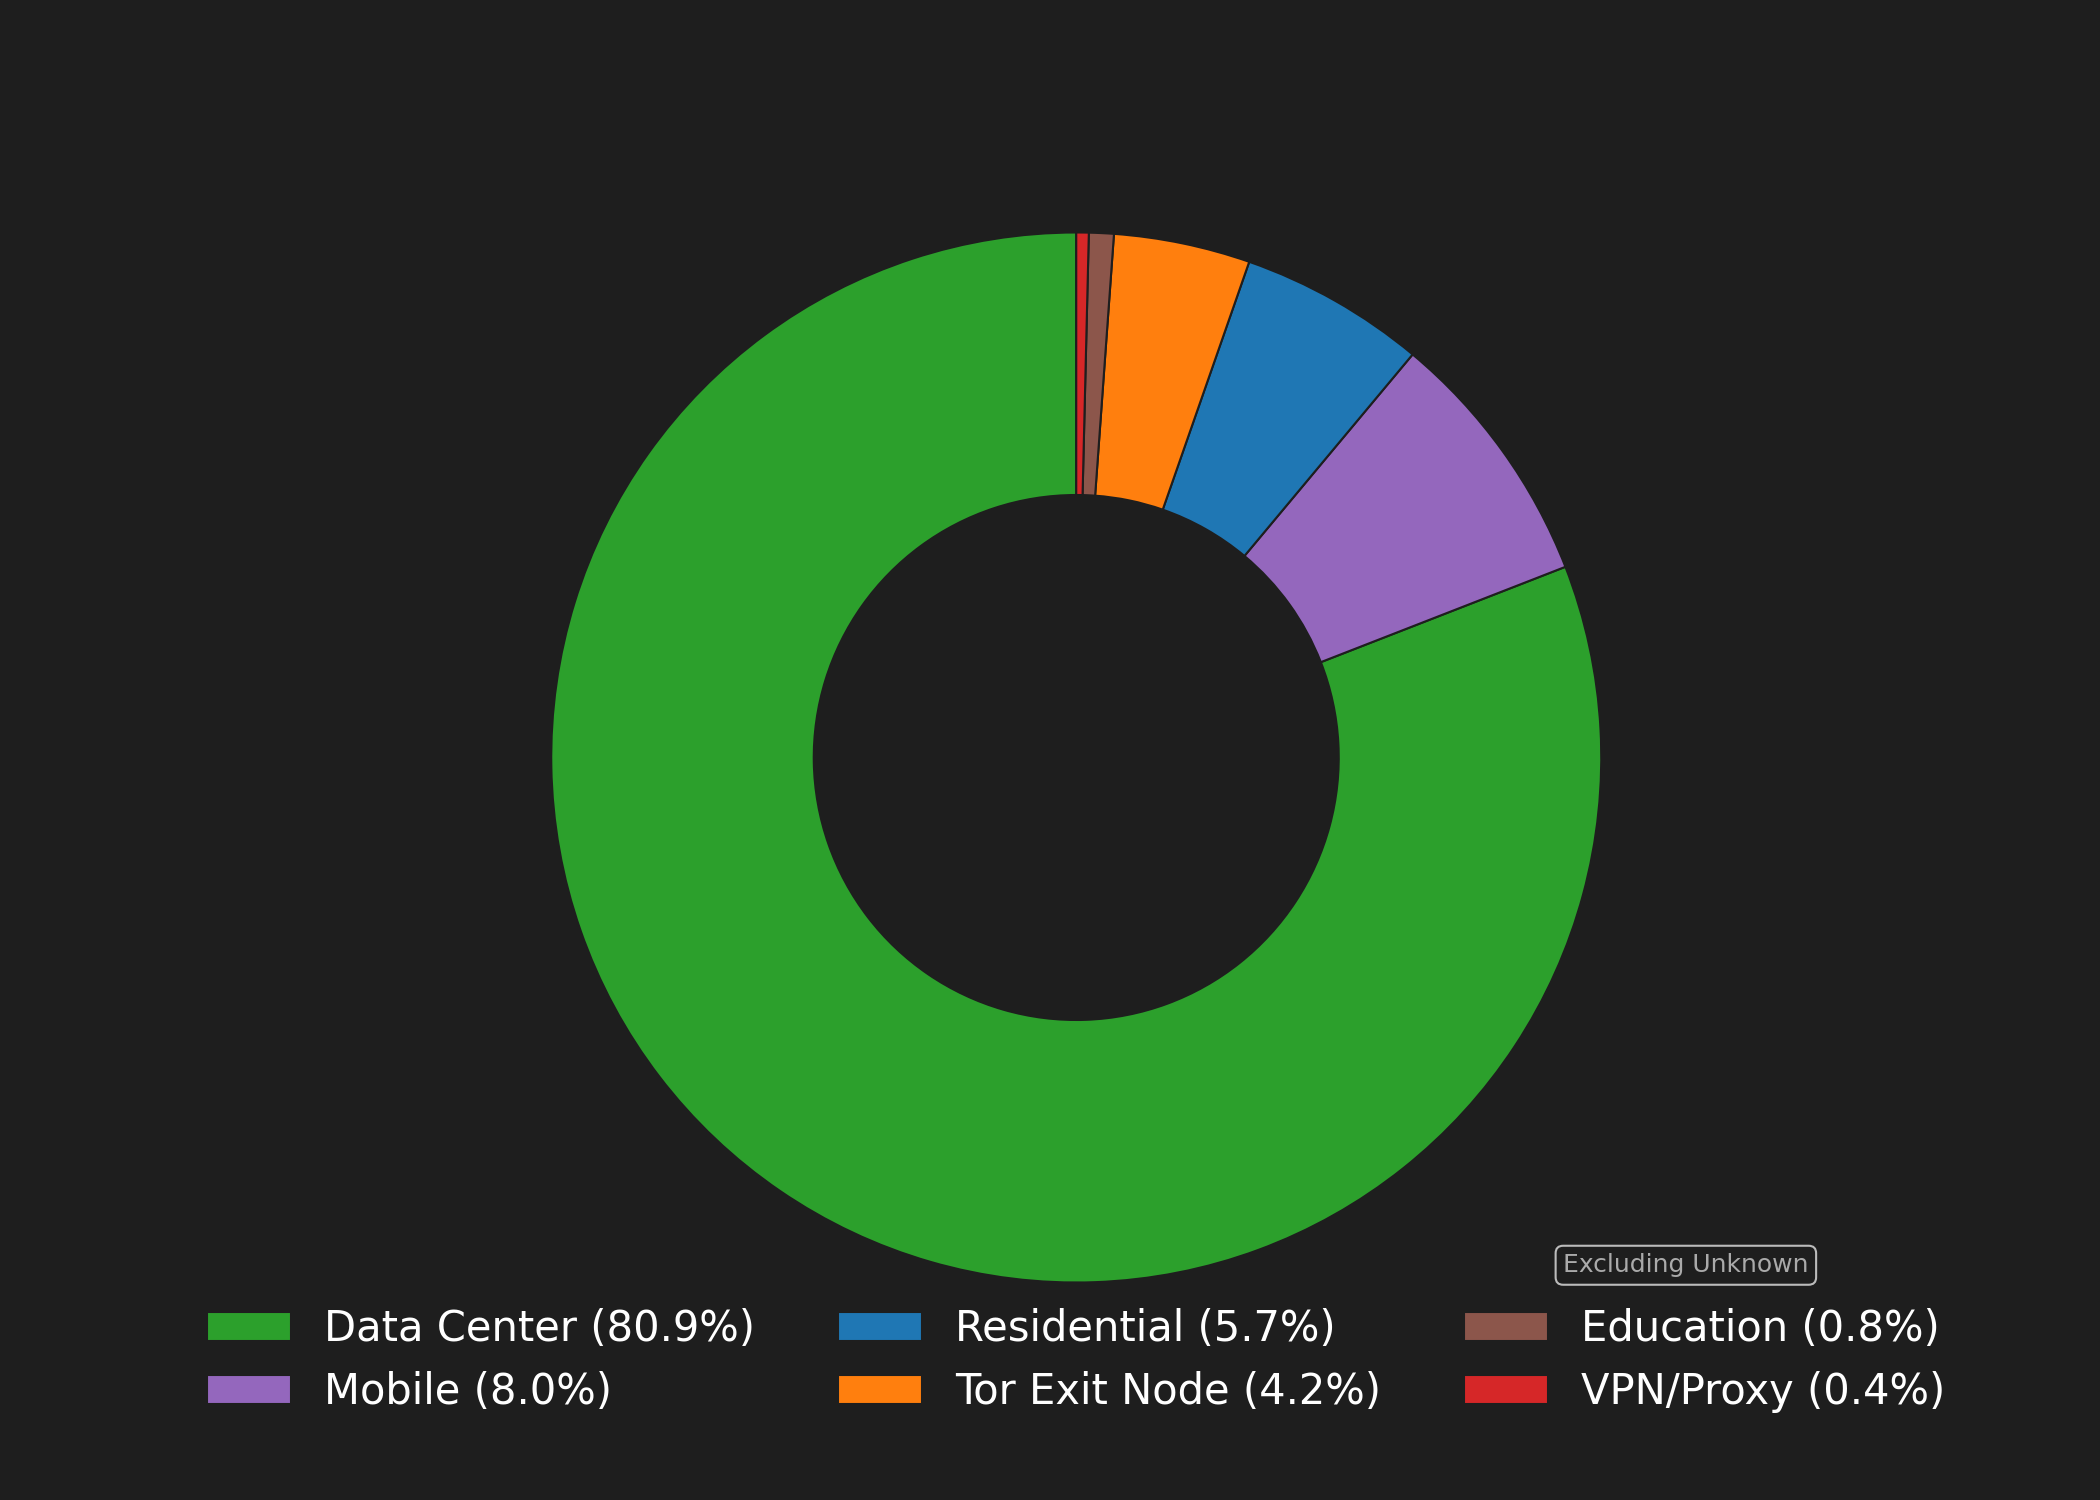 Excluding Unknown
Data Center (80.9%)
Mobile (8.0%)
Residential (5.7%)
Tor Exit Node (4.2%)
Education (0.8%)
VPN/Proxy (0.4%)